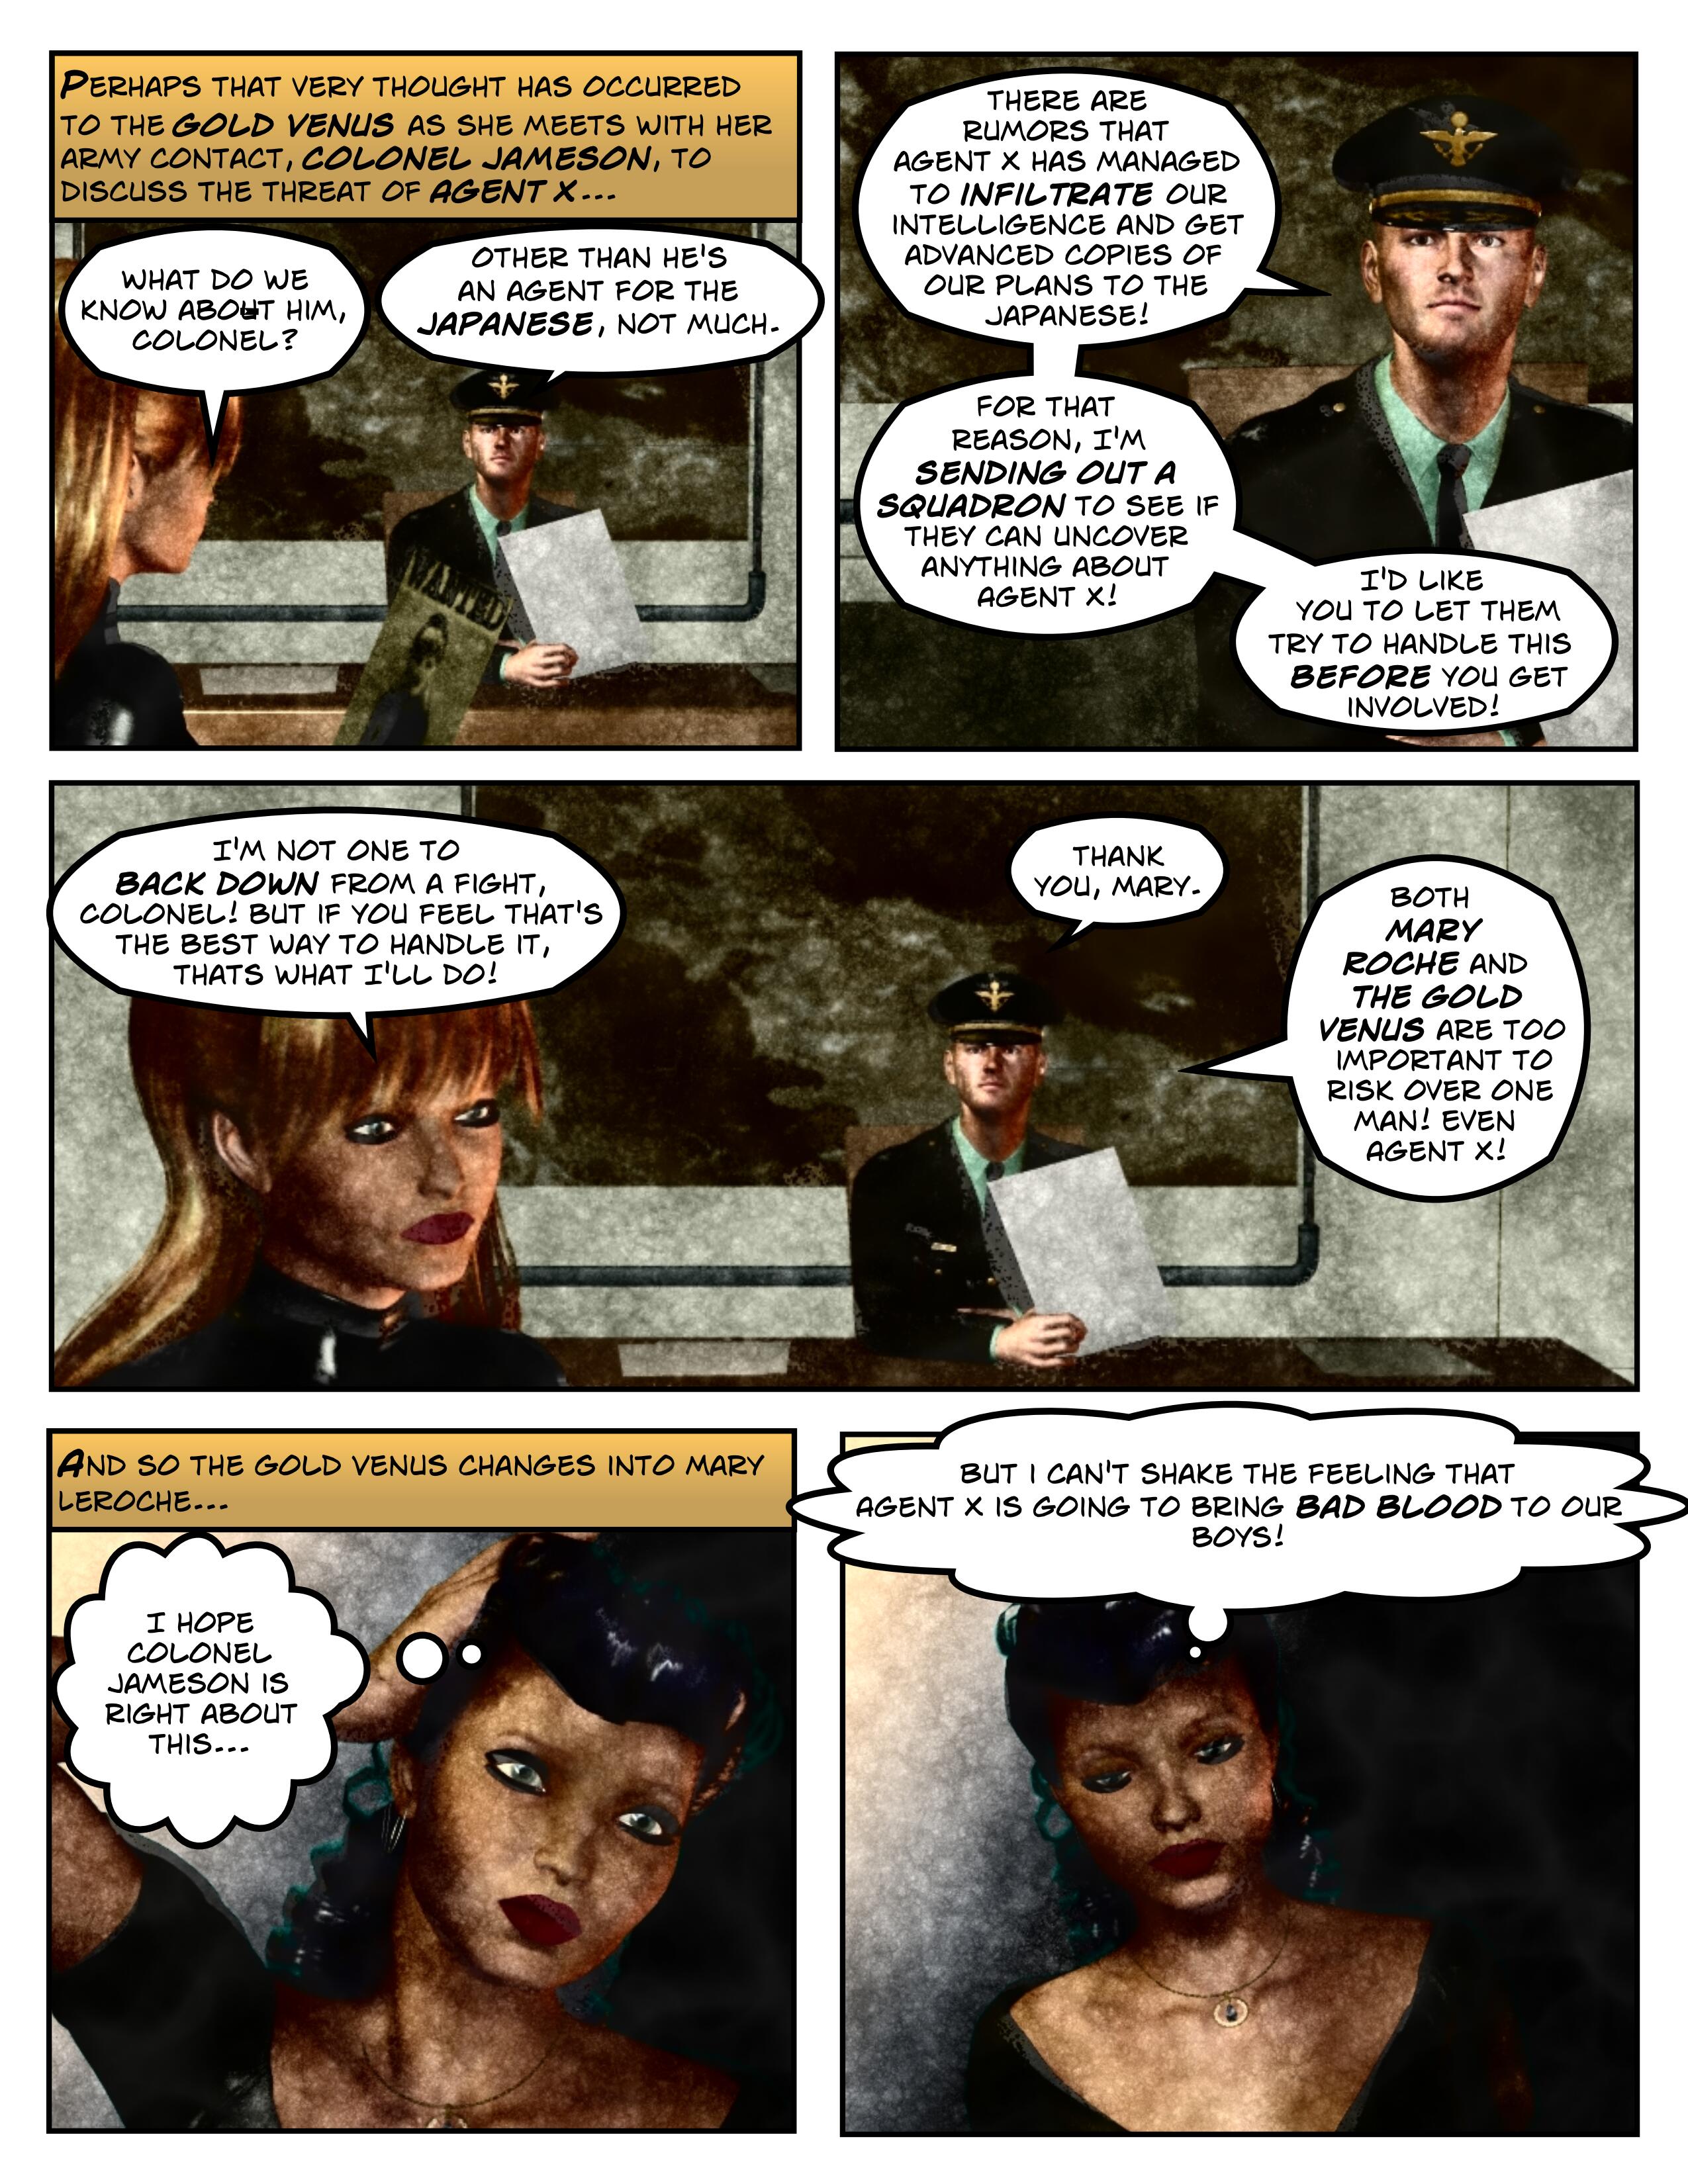 PERHAPS THAT VERY THOUGHT HAS OCCURRED
TO THE GOLD VENUS AS SHE MEETS WITH HER
ARMY CONTACT, COLONEL JAMESON, TO
DISCUSS THE THREAT OF AGENT X...
WHAT DO WE
KNOW ABOUT HIM,
COLONEL?
OTHER THAN HE'S
AN AGENT FOR THE
JAPANESE, NOT MUCH.
WANTED
THERE ARE
RUMORS THAT
AGENT X HAS MANAGED
TO INFILTRATE OUR
INTELLIGENCE AND GET
ADVANCED COPIES OF
OUR PLANS TO THE
JAPANESE!
FOR THAT
REASON, I'M
SENDING OUT A
SQUADRON TO SEE IF
THEY CAN UNCOVER
ANYTHING ABOUT
AGENT X!
I'D LIKE
YOU TO LET THEM
TRY TO HANDLE THIS
BEFORE YOU GET
INVOLVED!
I'M NOT ONE TO
BACK DOWN FROM A FIGHT,
COLONEL! BUT IF YOU FEEL THAT'S
THE BEST WAY TO HANDLE IT,
THATS WHAT I'LL DO!
THANK
YOU, MARY.
BOTH
MARY
ROCHE AND
THE GOLD
VENUS ARE TOO
IMPORTANT TO
RISK OVER ONE
MAN! EVEN
AGENT X!
AND SO THE GOLD VENUS CHANGES INTO MARY
LEROCHE...
I HOPE
COLONEL
JAMESON IS
RIGHT ABOUT
THIS...
BUT I CAN'T SHAKE THE FEELING THAT
AGENT X IS GOING TO BRING BAD BLOOD TO OUR
BOYS!